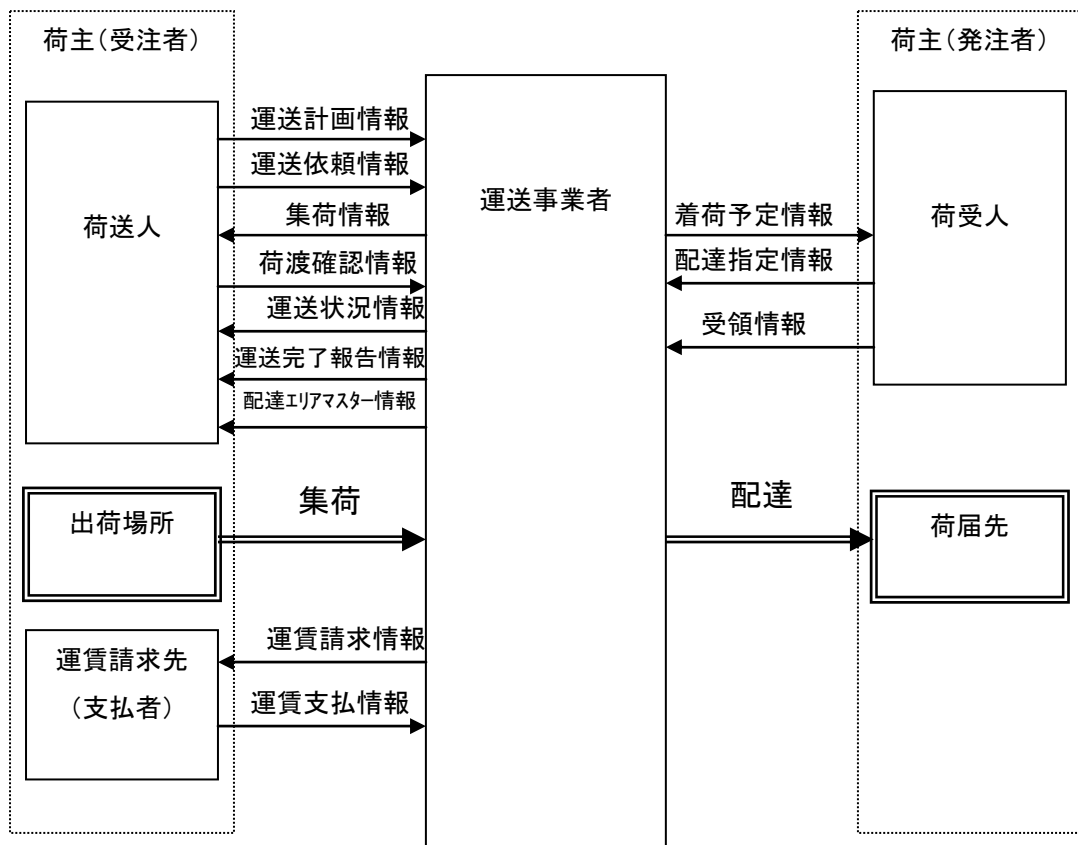 荷主(受注者)
荷主(発注者)
運送計画情報
運送依頼情報
荷送人
集荷情報
荷渡確認情報
運送状況情報
運送完了報告情報
配達エリアマスター情報
運送事業者
着荷予定情報
配達指定情報
受領情報
荷受人
出荷場所
集荷
配達
荷届先
運賃請求先
(支払者)
運賃請求情報
運賃支払情報